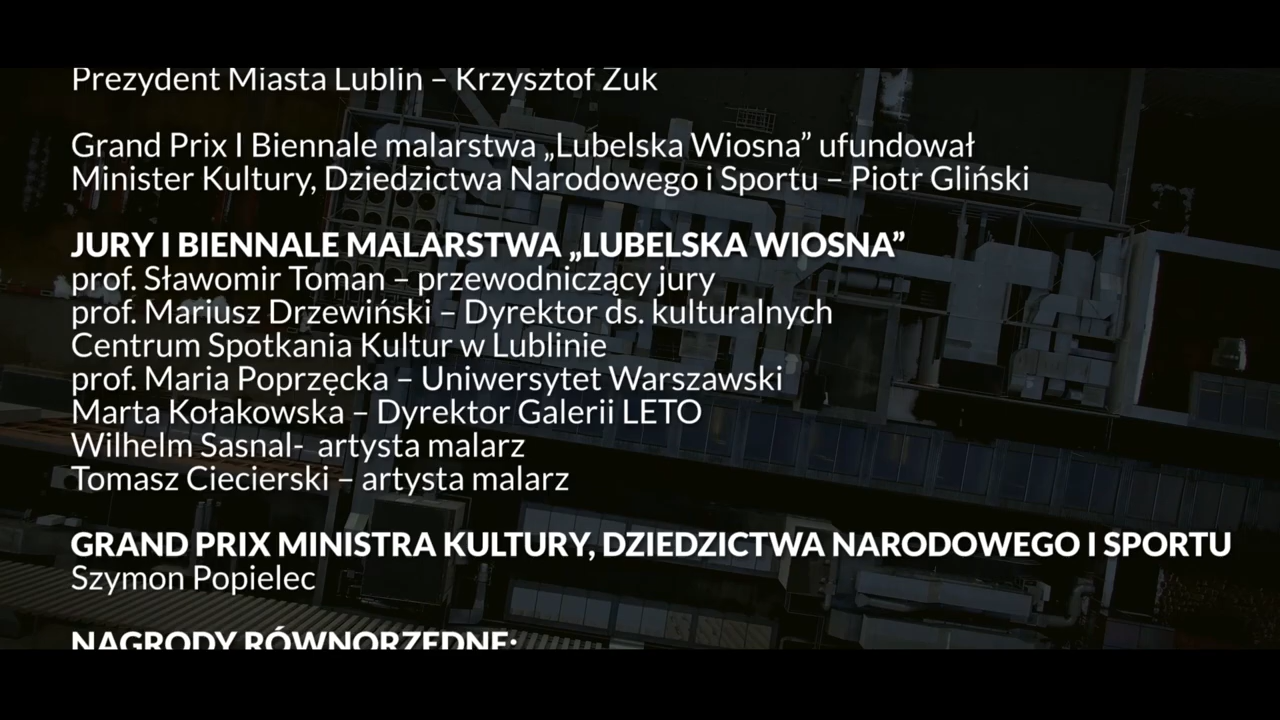 Prezydent Miasta Lublin – Krzysztof Żuk
Grand Prix I Biennale malarstwa „Lubelska Wiosna” ufundował
Minister Kultury, Dziedzictwa Narodowego i Sportu – Piotr Gliński
JURY I BIENNALE MALARSTWA „LUBELSKA WIOSNA”
prof. Sławomir Toman – przewodniczący jury
prof. Mariusz Drzewiński – Dyrektor ds. kulturalnych
Centrum Spotkania Kultur w Lublinie
prof. Maria Poprzęcka – Uniwersytet Warszawski
Marta Kołakowska – Dyrektor Galerii LETO
Wilhelm Sasnal-  artysta malarz
Tomasz Ciecierski – artysta malarz
GRAND PRIX MINISTRA KULTURY, DZIEDZICTWA NARODOWEGO I SPORTU
Szymon Popielec
NAGRODY RÓWNORZĘDNE: